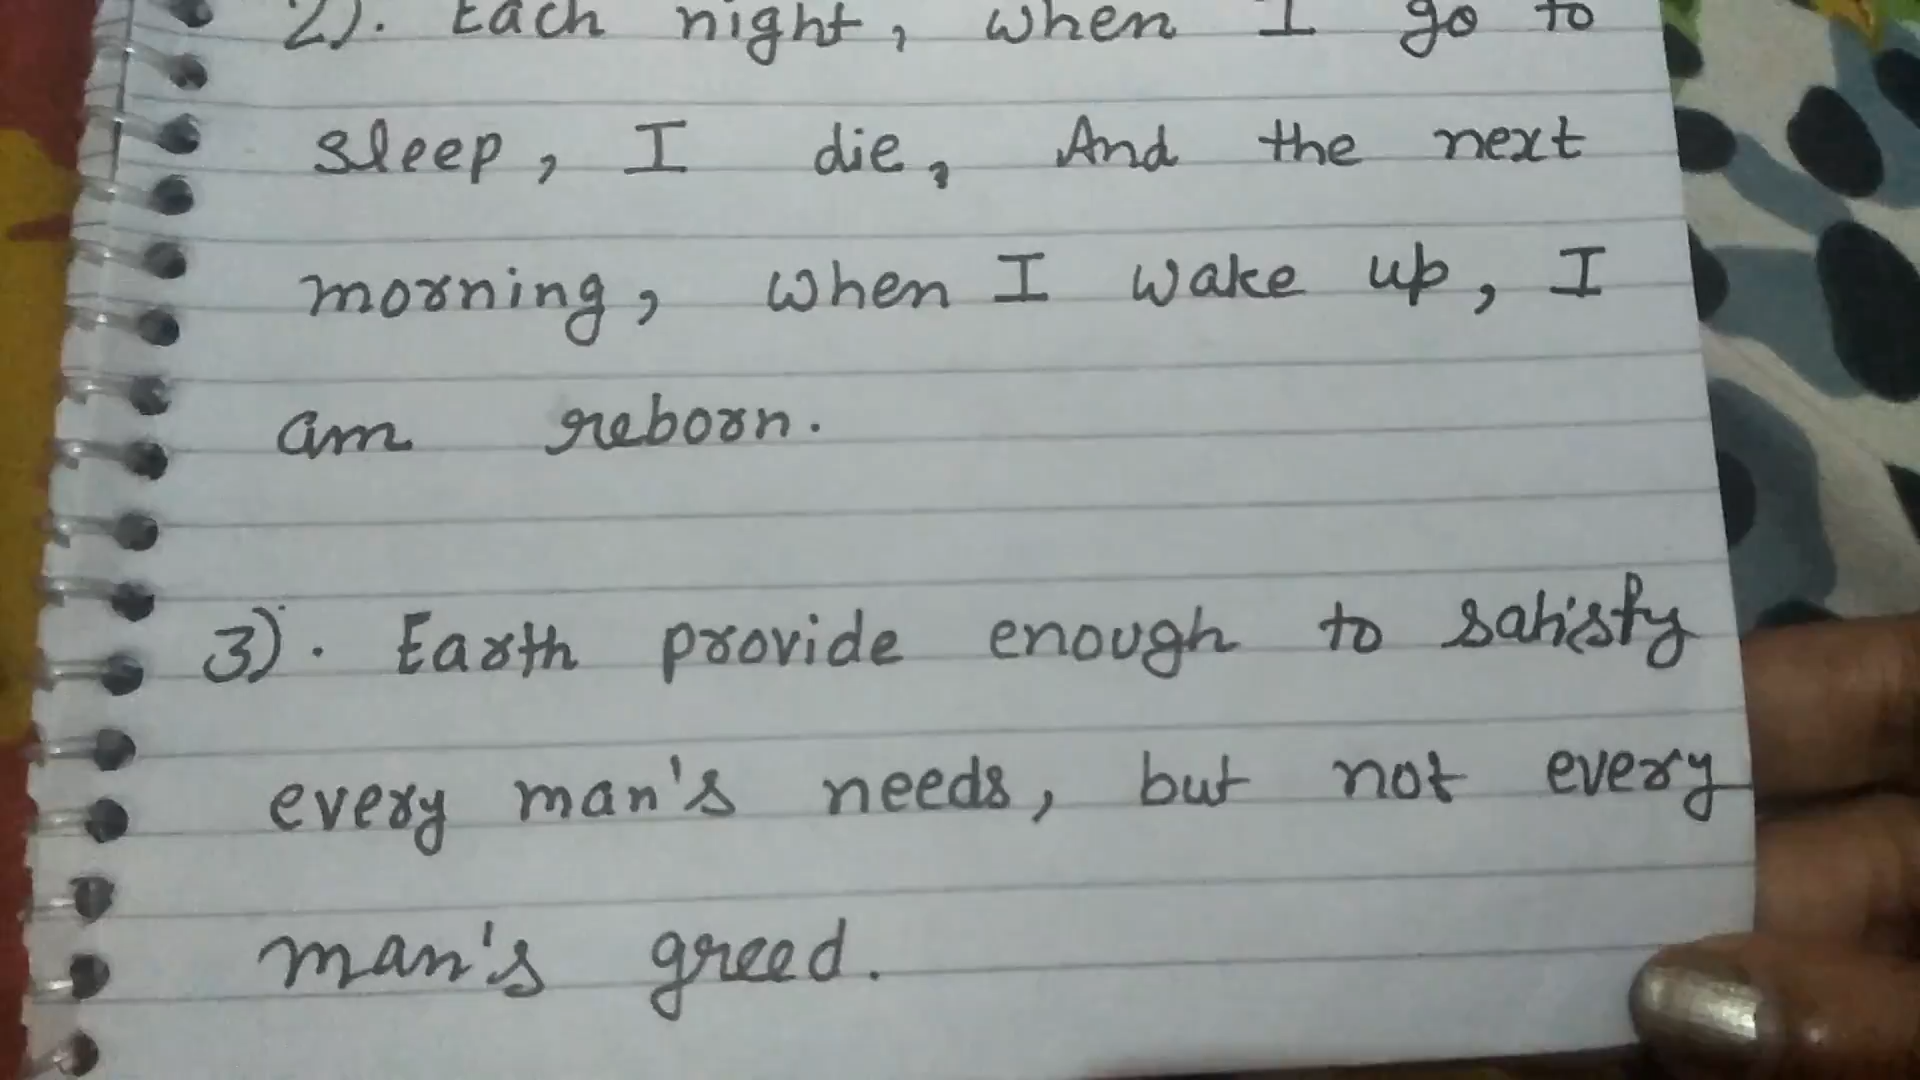 2). Each night, when I go to
sleep, I die, And the next
morning, when I wake up, I
am reborn.
3). Earth provide enough to satisfy
every man's needs, but not every
man's greed.